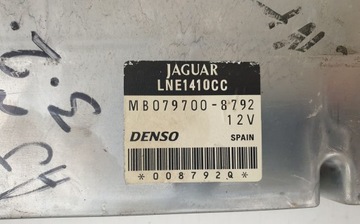 JAGUAR
LNE1410CC
MB079700-8792
12V
DENSO SPAIN
*008792Q*